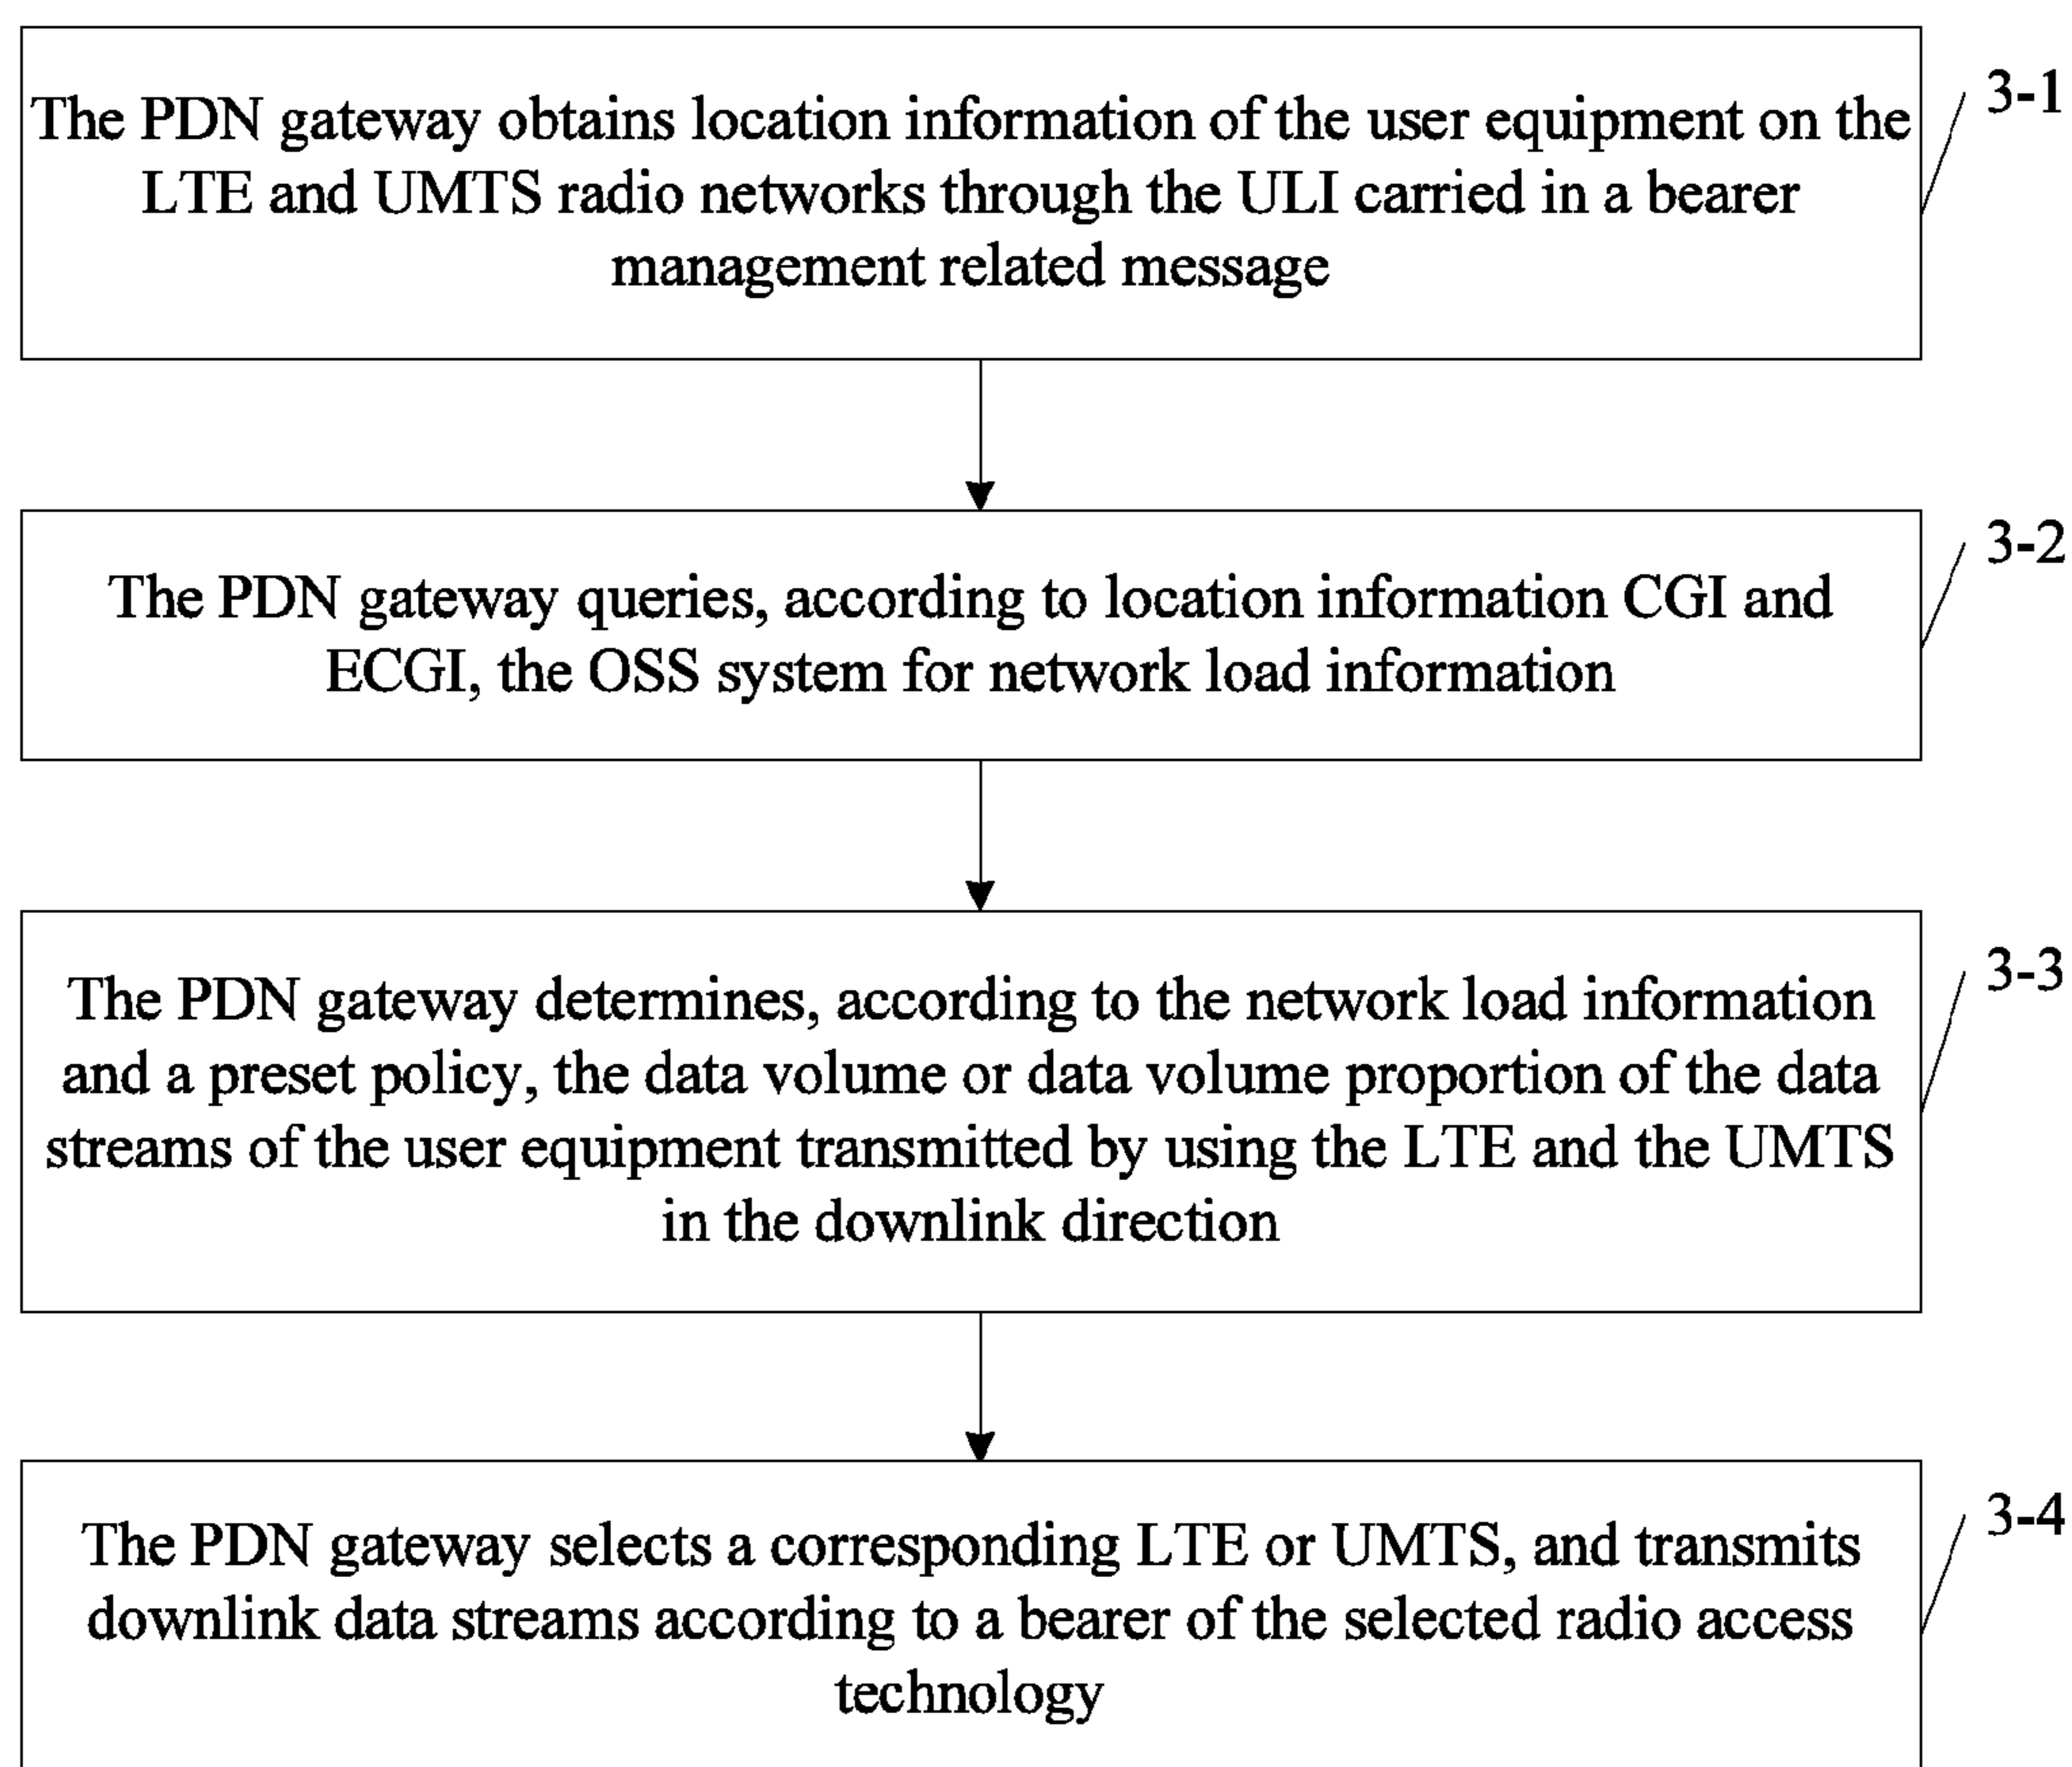 The PDN gateway obtains location information of the user equipment on the
LTE and UMTS radio networks through the ULI carried in a bearer
management related message
3-1
The PDN gateway queries, according to location information CGI and
ECGI, the OSS system for network load information
3-2
The PDN gateway determines, according to the network load information
and a preset policy, the data volume or data volume proportion of the data
streams of the user equipment transmitted by using the LTE and the UMTS
in the downlink direction
3-3
The PDN gateway selects a corresponding LTE or UMTS, and transmits
downlink data streams according to a bearer of the selected radio access
technology
3-4